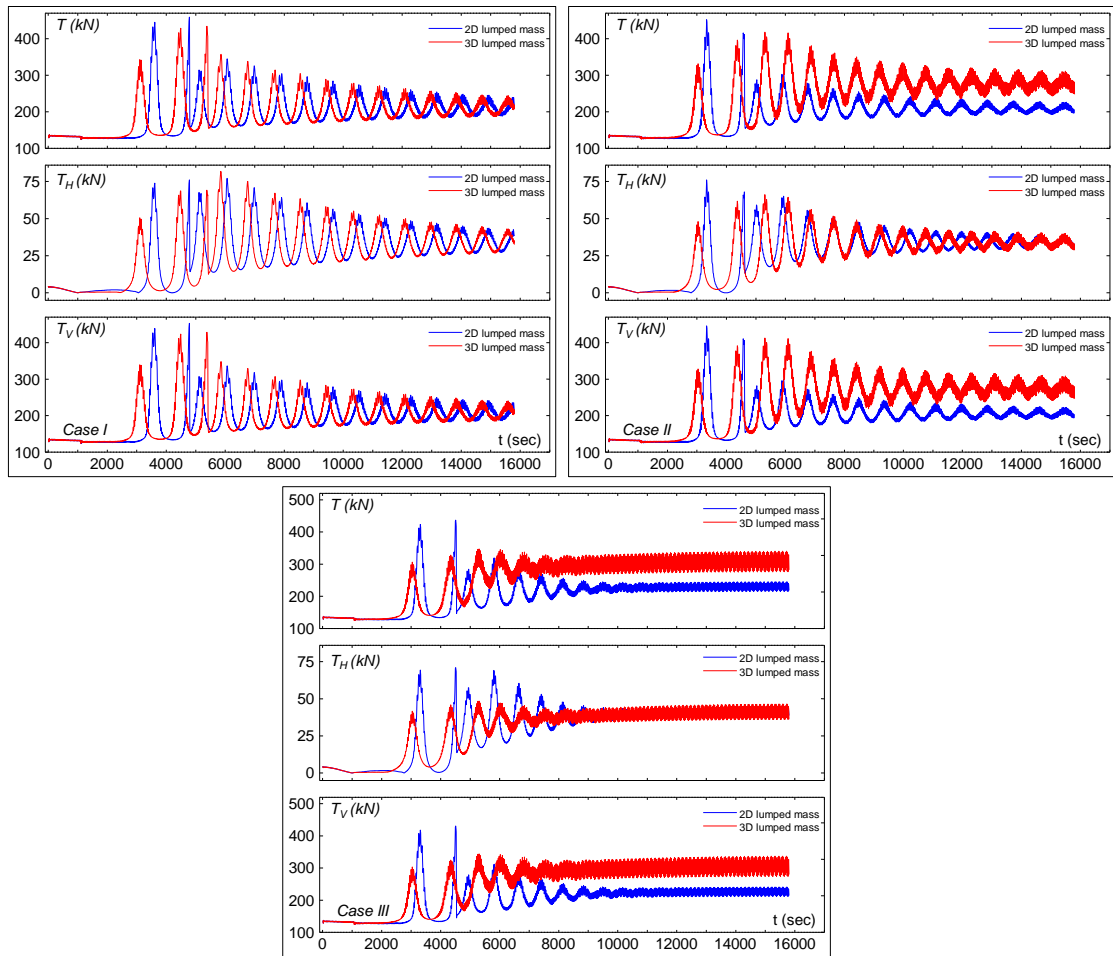 T (kN)
2D lumped mass
3D lumped mass
400
300
200
100
T_H (kN)
2D lumped mass
3D lumped mass
75
50
25
0
T_V (kN)
2D lumped mass
3D lumped mass
400
300
200
100
Case I
t (sec)
0 2000 4000 6000 8000 10000 12000 14000 16000
T (kN)
2D lumped mass
3D lumped mass
400
300
200
100
T_H (kN)
2D lumped mass
3D lumped mass
75
50
25
0
T_V (kN)
2D lumped mass
3D lumped mass
400
300
200
100
Case II
t (sec)
0 2000 4000 6000 8000 10000 12000 14000 16000
500
T (kN)
2D lumped mass
3D lumped mass
400
300
200
100
T_H (kN)
2D lumped mass
3D lumped mass
75
50
25
0
500
T_V (kN)
2D lumped mass
3D lumped mass
400
300
200
100
Case III
t (sec)
0 2000 4000 6000 8000 10000 12000 14000 16000